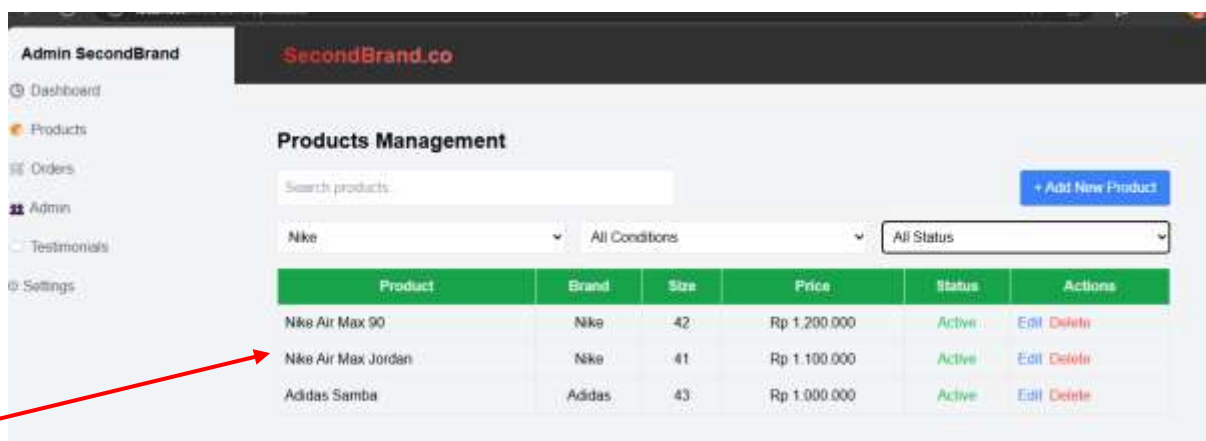 Admin SecondBrand
SecondBrand.co
Dashboard
Products
Orders
Admin
Testimonials
Settings
Products Management
Search products...
+ Add New Product
Nike
All Conditions
All Status
Product Brand Size Price Status Actions
Nike Air Max 90 Nike 42 Rp 1.200.000 Active Edit Delete
Nike Air Max Jordan Nike 41 Rp 1.100.000 Active Edit Delete
Adidas Samba Adidas 43 Rp 1.000.000 Active Edit Delete